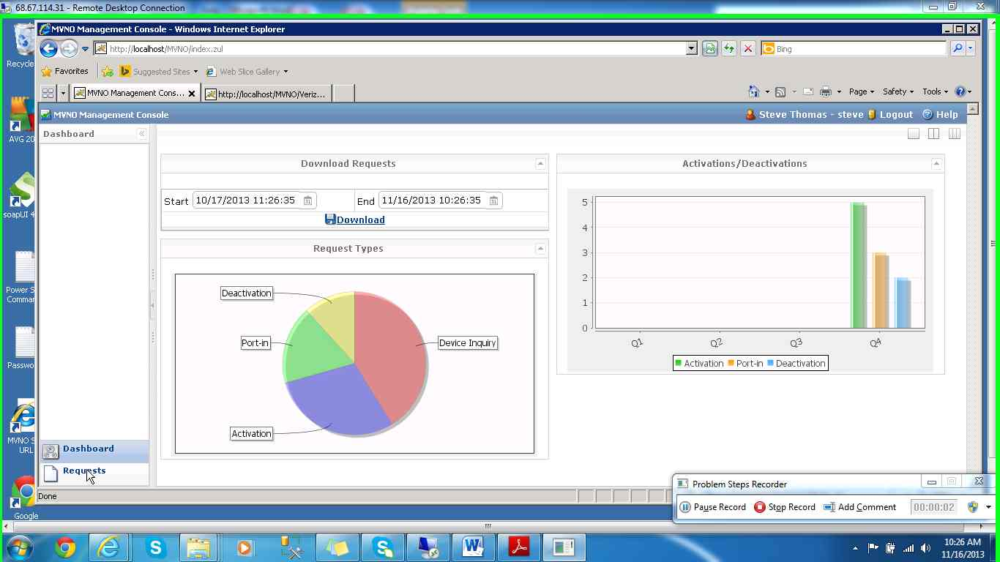 68.67.114.31 - Remote Desktop Connection
MVNO Management Console - Windows Internet Explorer
http://localhost/MVNO/index.zul
Bing
Favorites Suggested Sites Web Slice Gallery
MVNO Management Cons... http://localhost/MVNO/Veriz...
Page Safety Tools
MVNO Management Console
Steve Thomas - steve Logout Help
Dashboard
Download Requests
Start 10/17/2013 11:26:35 End 11/16/2013 10:26:35
Download
Request Types
Deactivation
Port-in
Device Inquiry
Activation
Activations/Deactivations
5
4
3
2
1
0
Q1 Q2 Q3 Q4
Activation Port-in Deactivation
Dashboard
Requests
Done
Recycle
AVG 20
soapUI 4
Power S
Comman
Passwo
MVNO S
URL
Google
Problem Steps Recorder
Pause Record Stop Record Add Comment 00:00:02
10:26 AM
11/16/2013